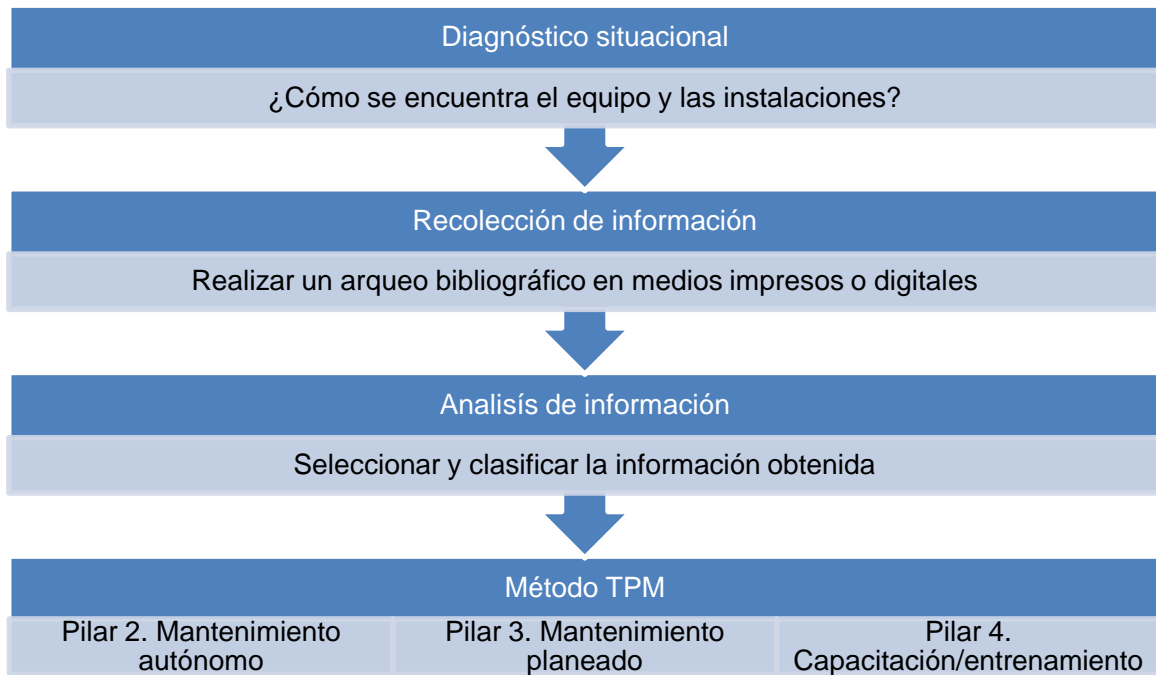 Diagnóstico situacional
¿Cómo se encuentra el equipo y las instalaciones?
Recolección de información
Realizar un arqueo bibliográfico en medios impresos o digitales
Analisís de información
Seleccionar y clasificar la información obtenida
Método TPM
Pilar 2. Mantenimiento
autónomo
Pilar 3. Mantenimiento
planeado
Pilar 4.
Capacitación/entrenamiento